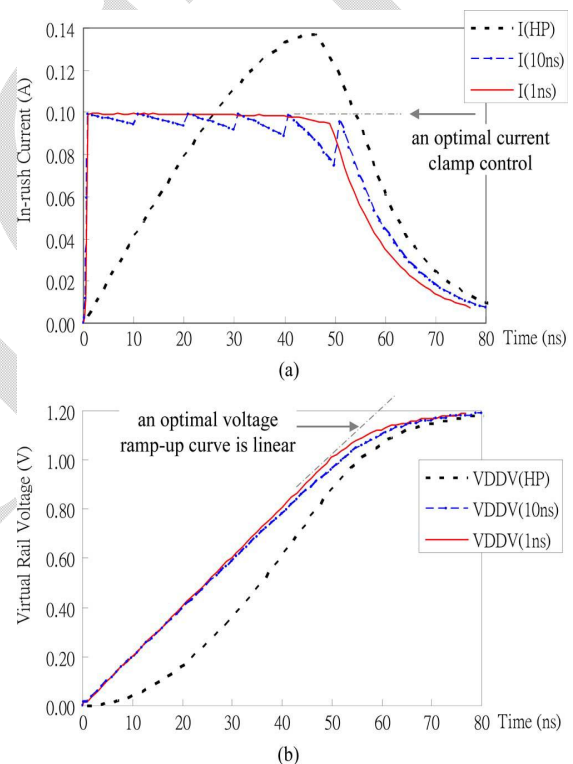 0.14
0.12
0.10
0.08
0.06
0.04
0.02
0.00
In-rush Current (A)
I(HP)
I(10ns)
I(1ns)
an optimal current
clamp control
0 10 20 30 40 50 60 70 80 Time (ns)
(a)
1.20
1.00
0.80
0.60
0.40
0.20
0.00
Virtual Rail Voltage (V)
an optimal voltage
ramp-up curve is linear
VDDV(HP)
VDDV(10ns)
VDDV(1ns)
0 10 20 30 40 50 60 70 80 Time (ns)
(b)